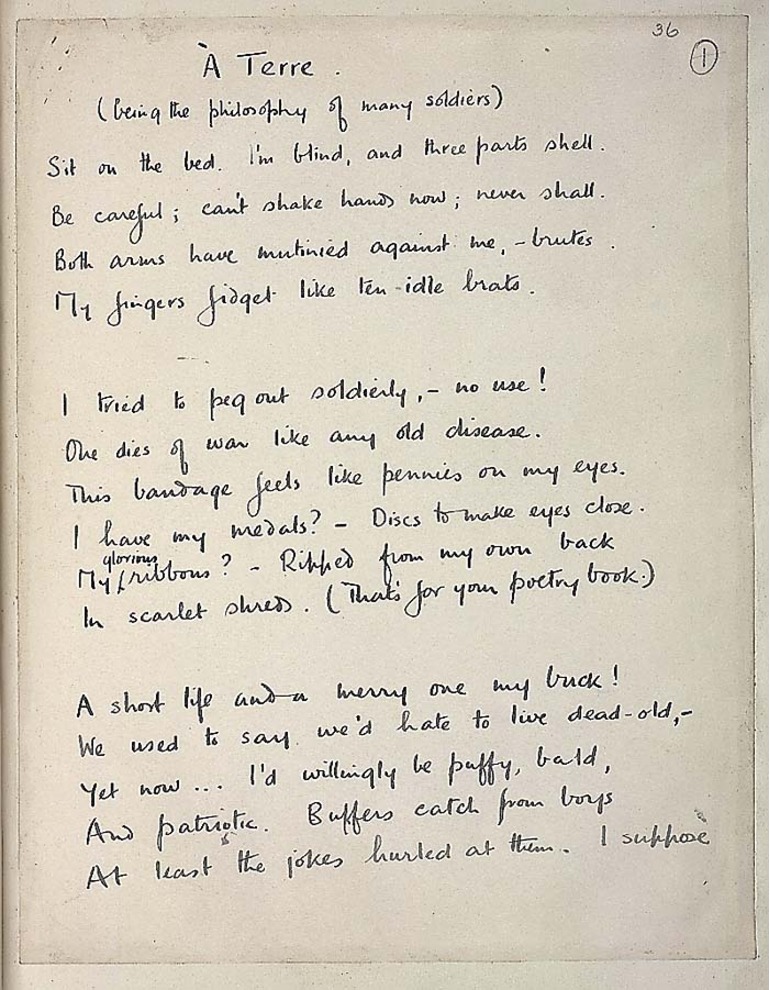 36
1
À Terre.
(being the philosophy of many soldiers)
Sit on the bed. I'm blind, and three parts shell.
Be careful; can't shake hands now; never shall.
Both arms have mutinied against me, - brutes.
My fingers fidget like ten idle brats.
I tried to peg out soldierly, - no use!
One dies of war like any old disease.
This bandage feels like pennies on my eyes.
I have my medals? - Discs to make eyes close.
My glorious ribbons? - Ripped from my own back
In scarlet shreds. (That's for your poetry book.)
A short life and a merry one my buck!
We used to say we'd hate to live dead-old, -
Yet now... I'd willingly be puffy, bald,
And patriotic. Buffers catch from boys
At least the jokes hurled at them. I suppose